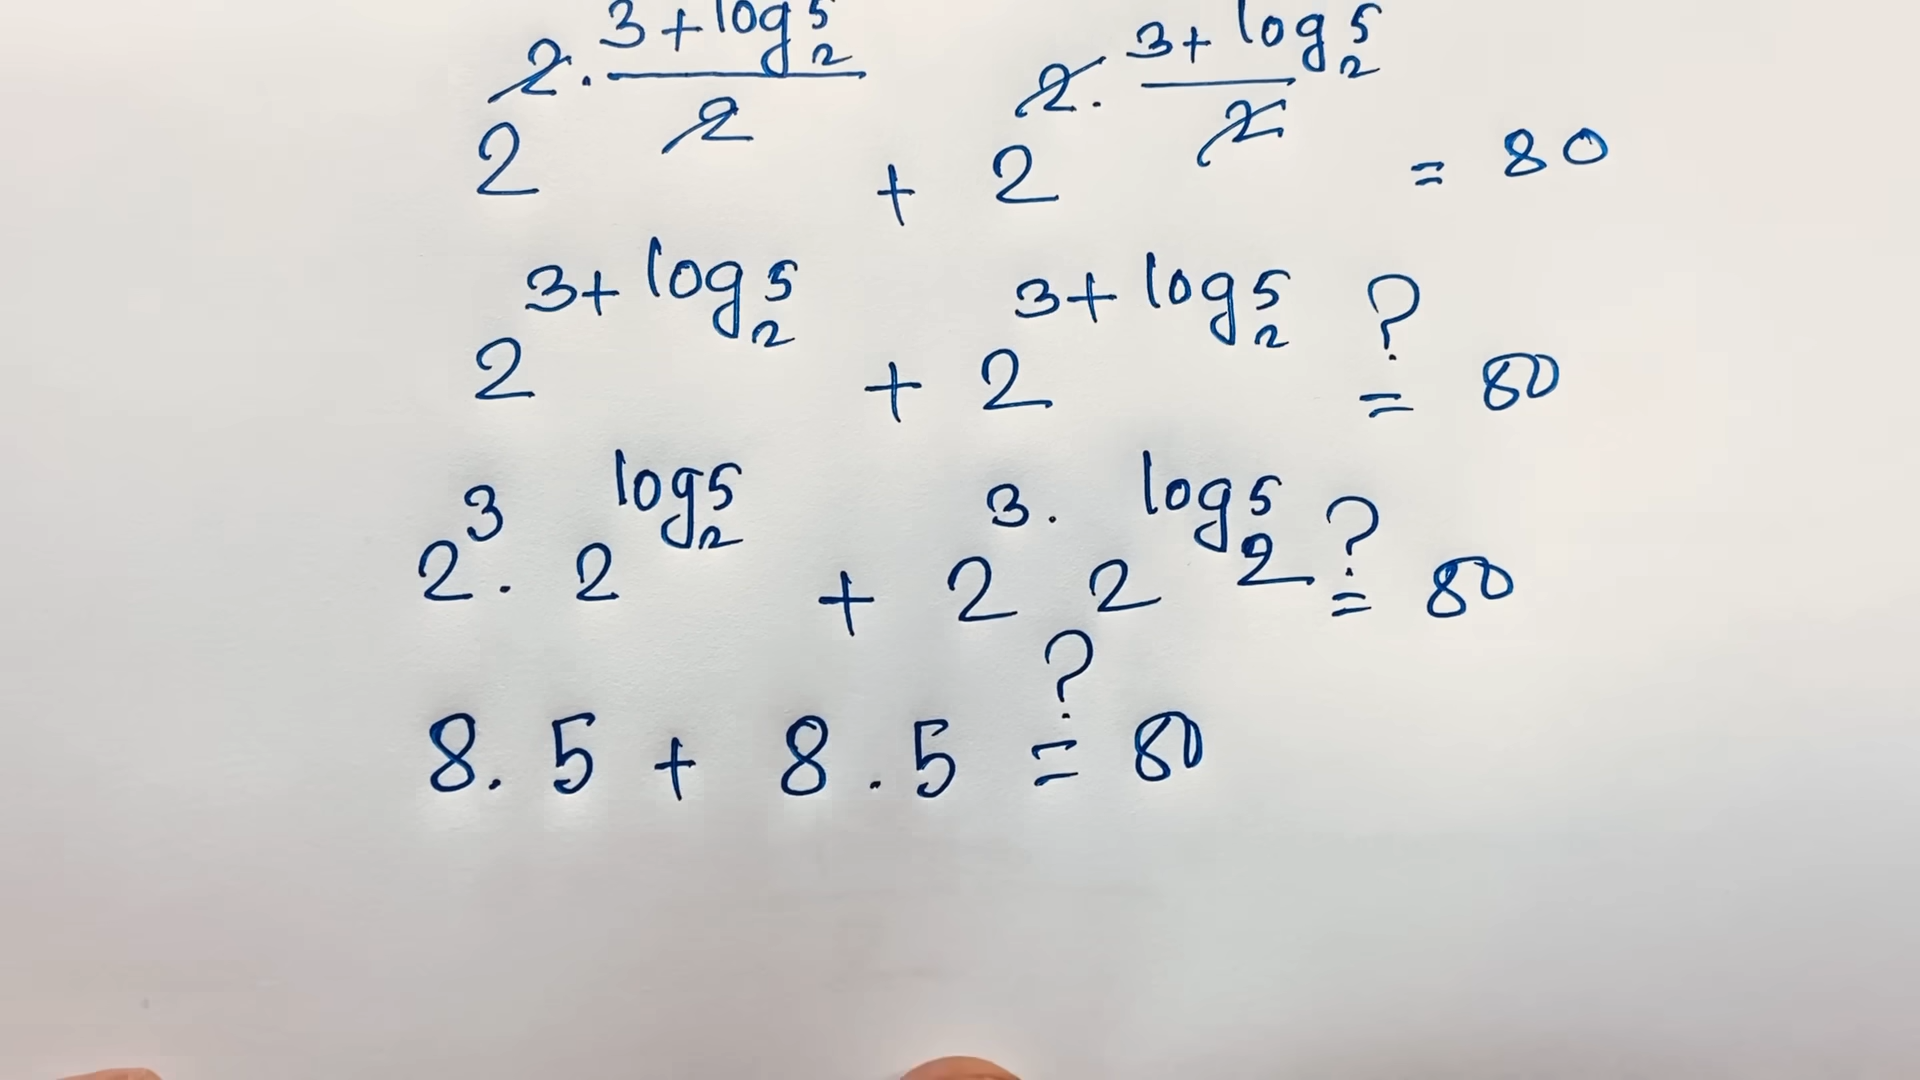 2^(2·(3+log₂5)/2) + 2^(2·(3+log₂5)/2) = 80
2^(3+log₂5) + 2^(3+log₂5) ?= 80
2³ · 2^(log₂5) + 2³· 2^(log₂5) ?= 80
8.5 + 8.5 ?= 80